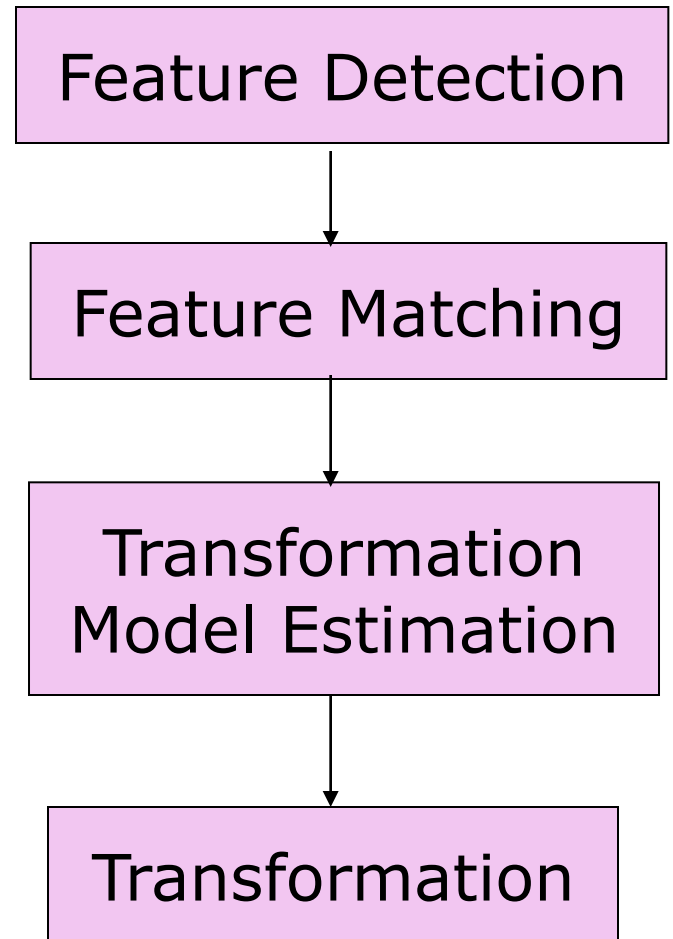 Feature Detection
Feature Matching
Transformation
Model Estimation
Transformation